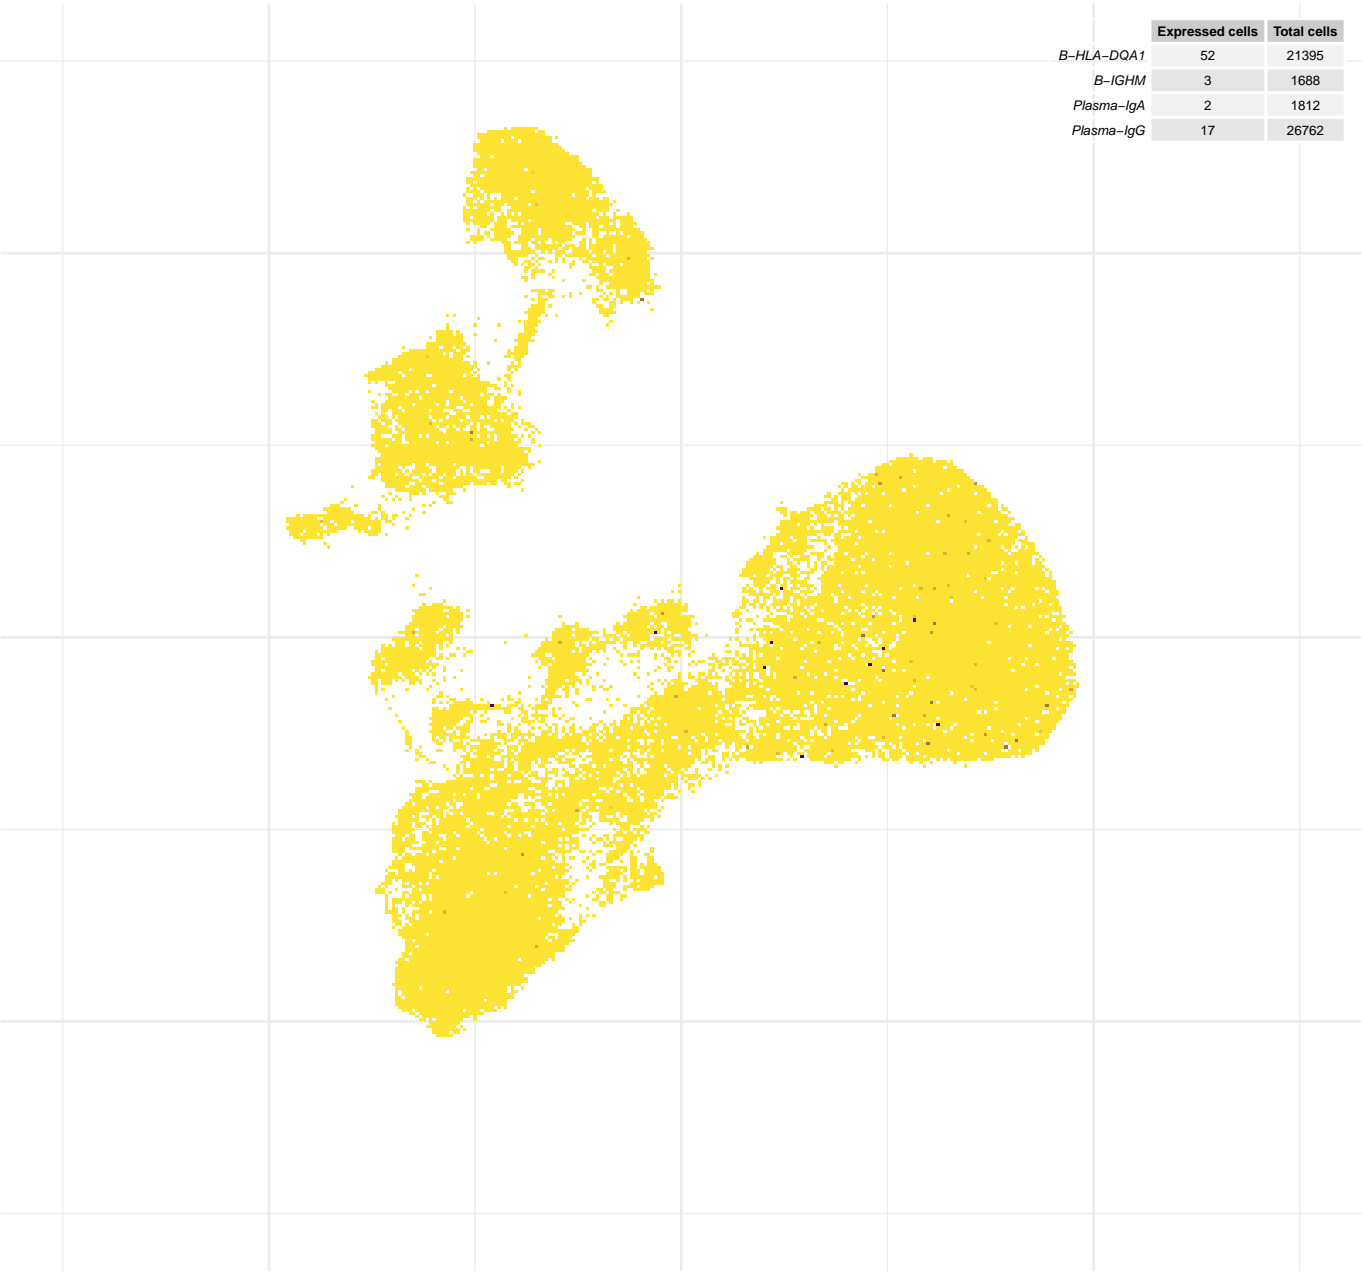 Expressed cells Total cells
B−HLA−DQA1 52 21395
B−IGHM 3 1688
Plasma−IgA 2 1812
Plasma−IgG 17 26762